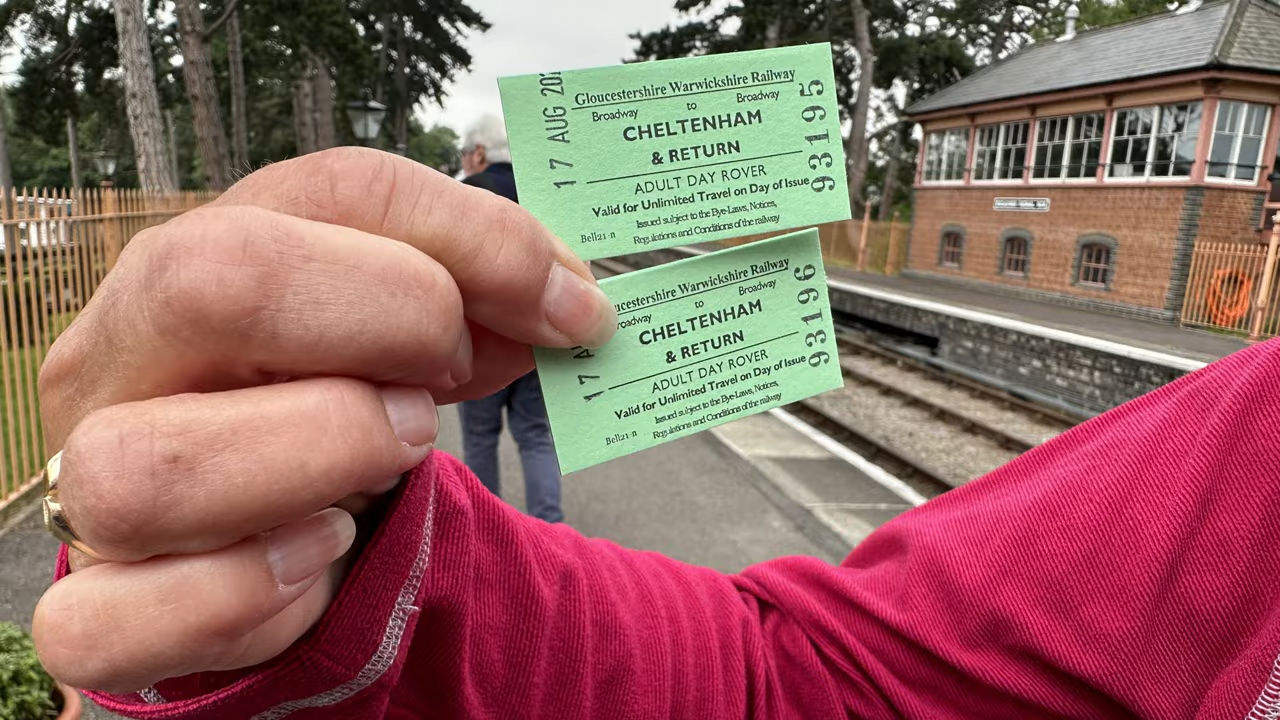 17 AUG 202
Gloucestershire Warwickshire Railway
Broadway to Broadway
CHELTENHAM
& RETURN
ADULT DAY ROVER
Valid for Unlimited Travel on Day of Issue
Issued subject to the Bye-Laws, Notices,
Bell21-n Regulations and Conditions of the railway
93195
17 A
ucestershire Warwickshire Railway
roadway to Broadway
CHELTENHAM
& RETURN
ADULT DAY ROVER
Valid for Unlimited Travel on Day of Issue
Issued subject to the Bye-Laws, Notices,
Bell21-n Regulations and Conditions of the railway
93196